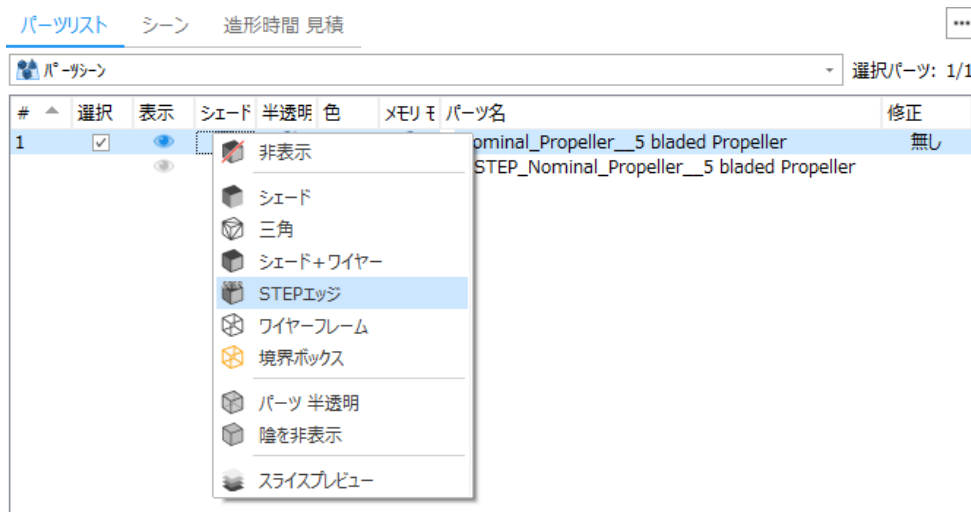 パーツリスト シーン 造形時間 見積 ...
ﾊﾟｰﾂｼｰﾝ 選択パーツ: 1/1
# 選択 表示 シェード 半透明 色 メモリ モ パーツ名 修正
1 ominal_Propeller__5 bladed Propeller 無し
STEP_Nominal_Propeller__5 bladed Propeller
非表示
シェード
三角
シェード+ワイヤー
STEPエッジ
ワイヤーフレーム
境界ボックス
パーツ 半透明
陰を非表示
スライスプレビュー